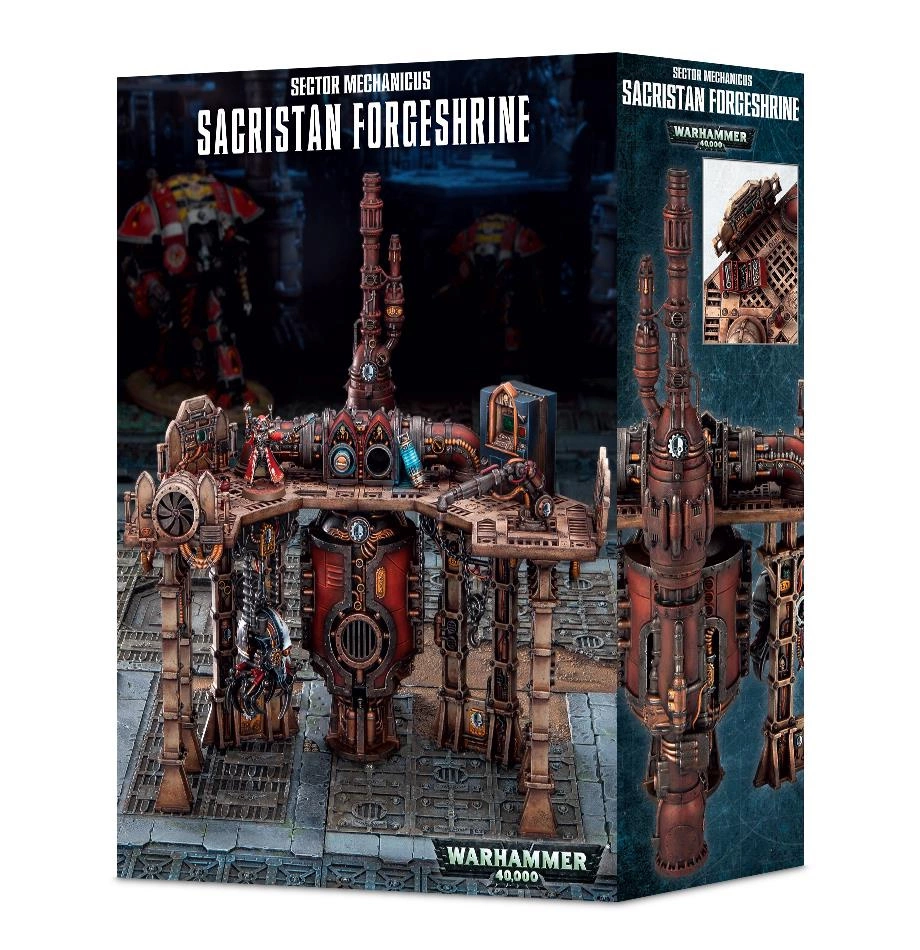 SECTOR MECHANICUS
SACRISTAN FORGESHRINE
WARHAMMER
40,000
SECTOR MECHANICUS
SACRISTAN FORGESHRINE
WARHAMMER
40,000